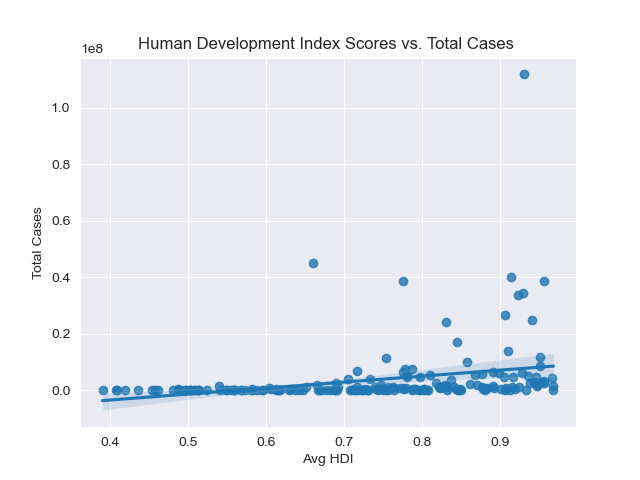 Human Development Index Scores vs. Total Cases
1e8
1.0
0.8
0.6
0.4
0.2
0.0
Total Cases
0.4 0.5 0.6 0.7 0.8 0.9
Avg HDI